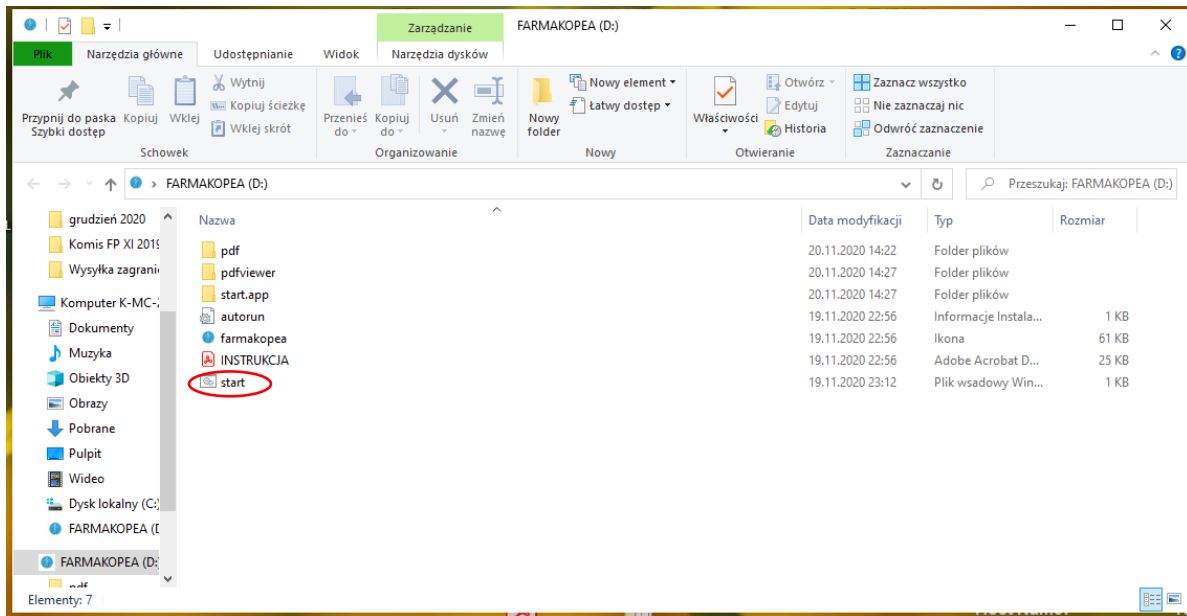 Zarządzanie FARMAKOPEA (D:)
Plik Narzędzia główne Udostępnianie Widok Narzędzia dysków
Przypnij do paska Szybki dostęp
Kopiuj
Wklej
Wytnij
Kopiuj ścieżkę
Wklej skrót
Schowek
Przenieś do
Kopiuj do
Usuń
Zmień nazwę
Organizowanie
Nowy folder
Nowy element
Łatwy dostęp
Nowy
Właściwości
Otwórz
Edytuj
Historia
Otwieranie
Zaznacz wszystko
Nie zaznaczaj nic
Odwróć zaznaczenie
Zaznaczanie
FARMAKOPEA (D:)
Przeszukaj: FARMAKOPEA (D:)
grudzień 2020
Komis FP XI 2019
Wysyłka zagrani
Komputer K-MC-
Dokumenty
Muzyka
Obiekty 3D
Obrazy
Pobrane
Pulpit
Wideo
Dysk lokalny (C:)
FARMAKOPEA (D
FARMAKOPEA (D:
Nazwa Data modyfikacji Typ Rozmiar
pdf 20.11.2020 14:22 Folder plików
pdfviewer 20.11.2020 14:27 Folder plików
start.app 20.11.2020 14:27 Folder plików
autorun 19.11.2020 22:56 Informacje Instala... 1 KB
farmakopea 19.11.2020 22:56 Ikona 61 KB
INSTRUKCJA 19.11.2020 22:56 Adobe Acrobat D... 25 KB
start 19.11.2020 23:12 Plik wsadowy Win... 1 KB
Elementy: 7